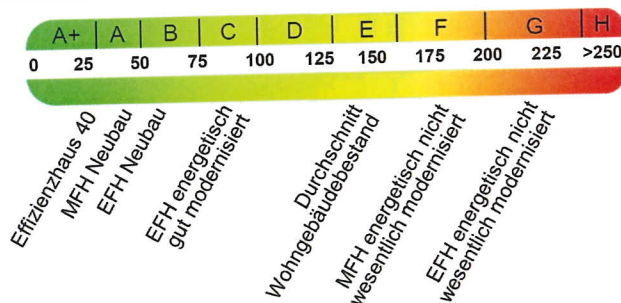 A+ A B C D E F G H
0 25 50 75 100 125 150 175 200 225 >250
Effizienzhaus 40
MFH Neubau
EFH Neubau
EFH energetisch
gut modernisiert
Durchschnitt
Wohngebäudebestand
MFH energetisch nicht
wesentlich modernisiert
EFH energetisch nicht
wesentlich modernisiert